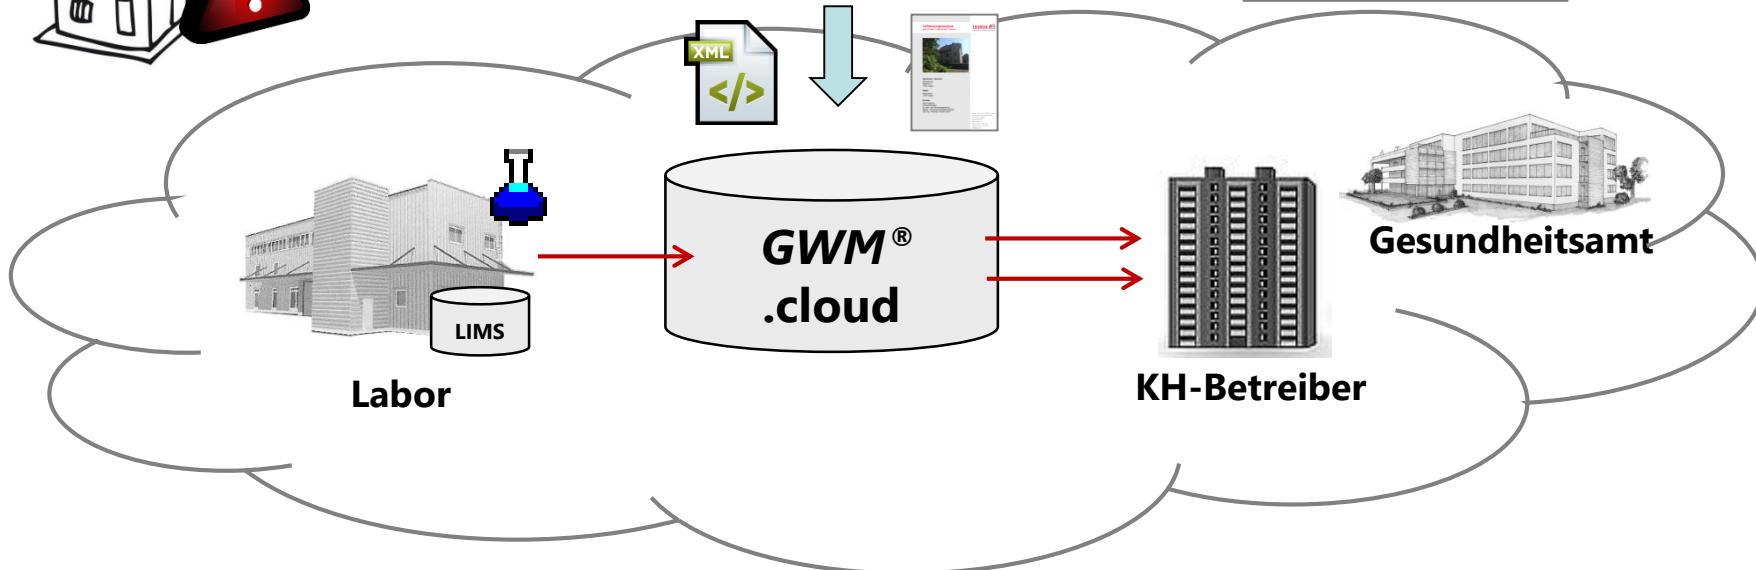 XML
</>
GWM®
.cloud
LIMS
Labor
KH-Betreiber
Gesundheitsamt